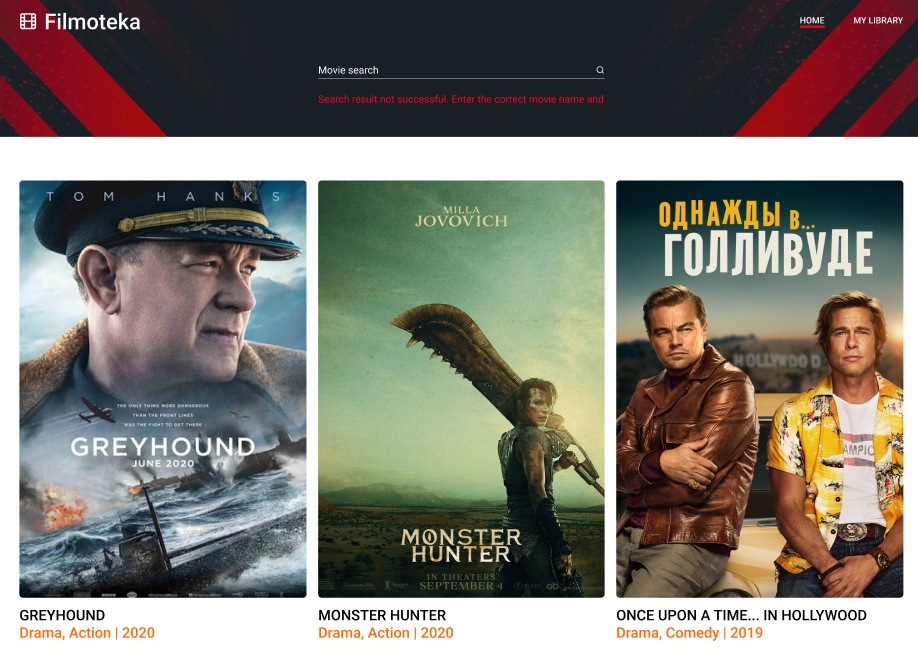 Filmoteka
HOME
MY LIBRARY
Movie search
Search result not successful. Enter the correct movie name and
TOM HANKS
THE ONLY THING MORE DANGEROUS
THAN THE FRONT LINES
WAS THE FIGHT TO GET THERE
GREYHOUND
JUNE 2020
MILLA
JOVOVICH
MONSTER
HUNTER
IN THEATERS
SEPTEMBER 4
ОДНАЖДЫ В...
ГОЛЛИВУДЕ
HOLLYWOOD
AMPIO
GREYHOUND
Drama, Action | 2020
MONSTER HUNTER
Drama, Action | 2020
ONCE UPON A TIME... IN HOLLYWOOD
Drama, Comedy | 2019